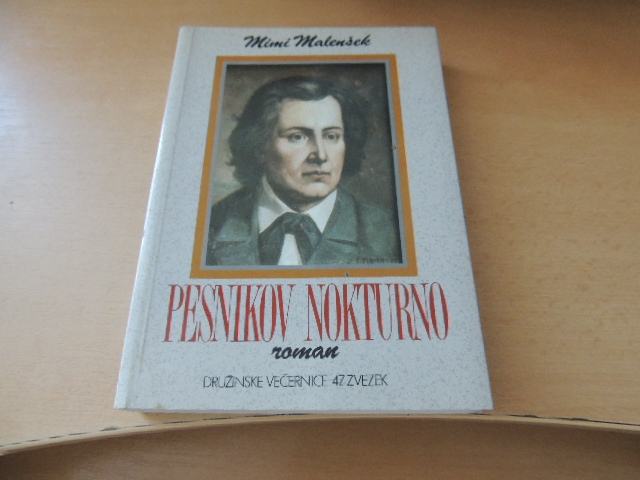 Mimi Malenšek
PESNIKOV NOKTURNO
roman
DRUŽINSKE VEČERNICE 47. ZVEZEK